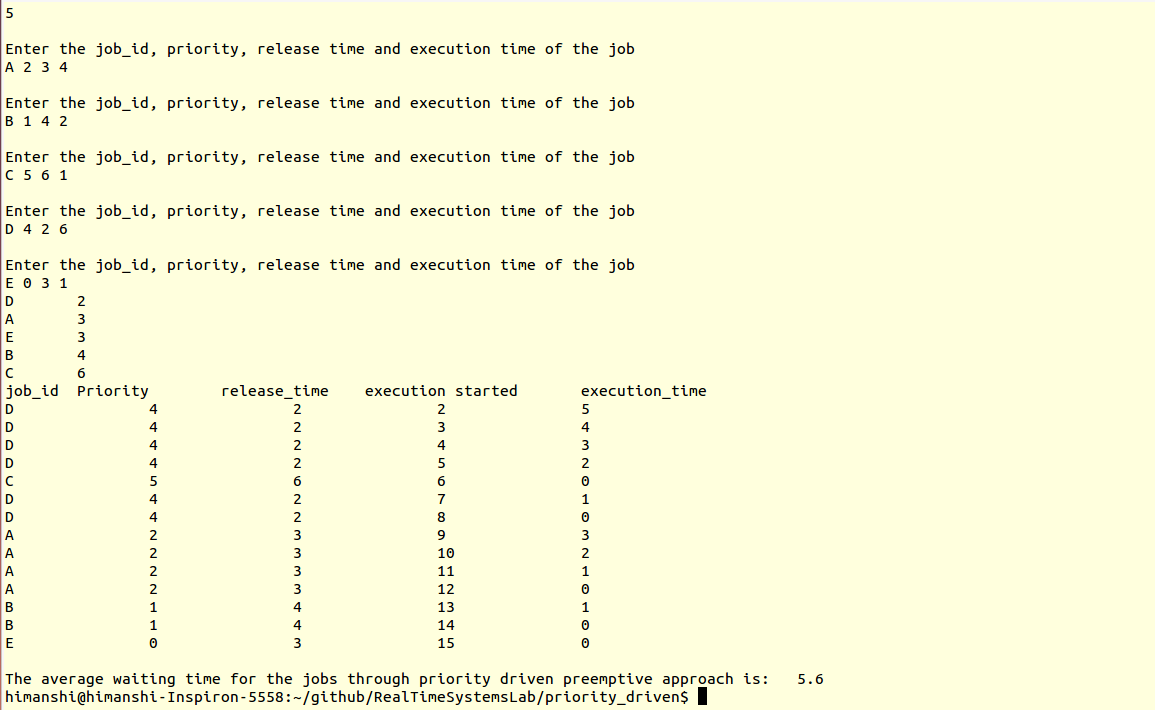 5

Enter the job_id, priority, release time and execution time of the job
A 2 3 4

Enter the job_id, priority, release time and execution time of the job
B 1 4 2

Enter the job_id, priority, release time and execution time of the job
C 5 6 1

Enter the job_id, priority, release time and execution time of the job
D 4 2 6

Enter the job_id, priority, release time and execution time of the job
E 0 3 1
D       2
A       3
E       3
B       4
C       6
job_id  Priority        release_time    execution started       execution_time
D               4               2               2               5
D               4               2               3               4
D               4               2               4               3
D               4               2               5               2
C               5               6               6               0
D               4               2               7               1
D               4               2               8               0
A               2               3               9               3
A               2               3               10              2
A               2               3               11              1
A               2               3               12              0
B               1               4               13              1
B               1               4               14              0
E               0               3               15              0

The average waiting time for the jobs through priority driven preemptive approach is:   5.6
himanshi@himanshi-Inspiron-5558:~/github/RealTimeSystemsLab/priority_driven$